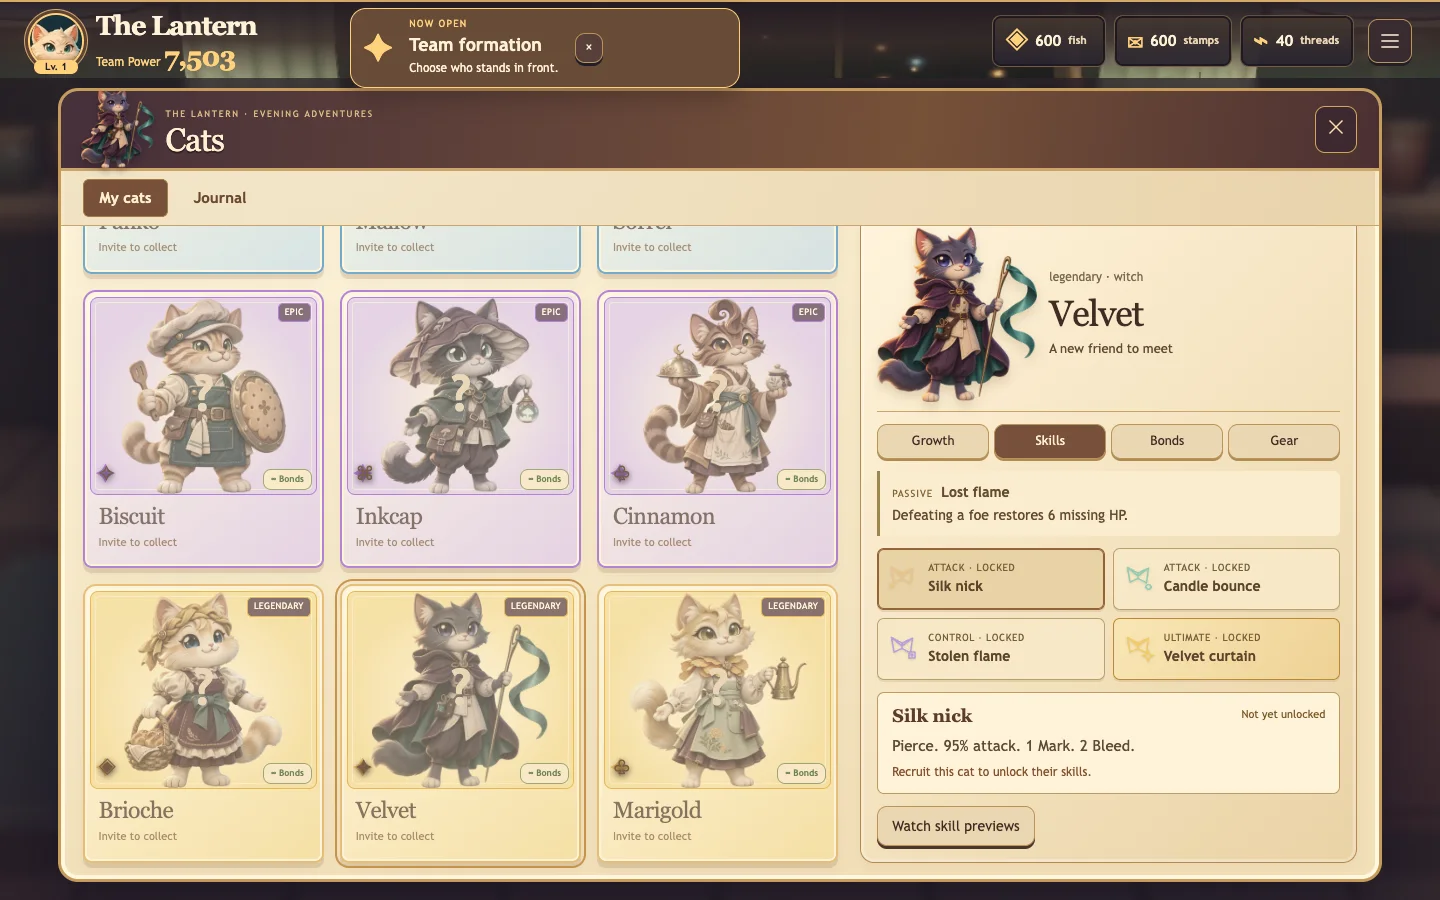 The Lantern
Lv. 1
Team Power 7,503
NOW OPEN
Team formation
Choose who stands in front.
×
600 fish
600 stamps
40 threads
THE LANTERN · EVENING ADVENTURES
Cats
My cats
Journal
Invite to collect
Invite to collect
Invite to collect
EPIC
?
= Bonds
Biscuit
Invite to collect
EPIC
?
= Bonds
Inkcap
Invite to collect
EPIC
?
= Bonds
Cinnamon
Invite to collect
LEGENDARY
?
= Bonds
Brioche
Invite to collect
LEGENDARY
?
= Bonds
Velvet
Invite to collect
LEGENDARY
?
= Bonds
Marigold
Invite to collect
legendary · witch
Velvet
A new friend to meet
Growth
Skills
Bonds
Gear
PASSIVE Lost flame
Defeating a foe restores 6 missing HP.
ATTACK · LOCKED
Silk nick
ATTACK · LOCKED
Candle bounce
CONTROL · LOCKED
Stolen flame
ULTIMATE · LOCKED
Velvet curtain
Silk nick
Not yet unlocked
Pierce. 95% attack. 1 Mark. 2 Bleed.
Recruit this cat to unlock their skills.
Watch skill previews